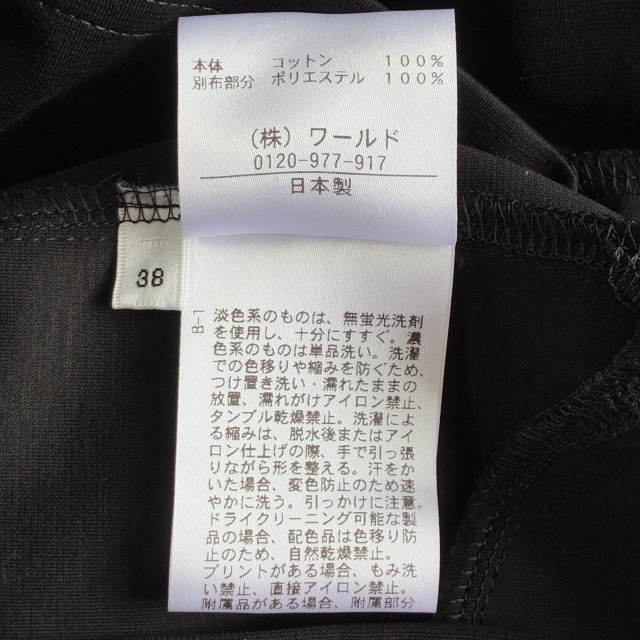 本体 コットン 100%
別布部分 ポリエステル 100%
(株) ワールド
0120-977-917
日本製
38
B-1
淡色系のものは、無蛍光洗剤
を使用し、十分にすすぐ。濃
色系のものは単品洗い。洗濯
での色移りや縮みを防ぐため、
つけ置き洗い・濡れたままの
放置、濡れがけアイロン禁止、
タンブル乾燥禁止。洗濯によ
る縮みは、脱水後またはアイ
ロン仕上げの際、手で引っ張
りながら形を整える。汗をか
いた場合、変色防止のため速
やかに洗う。引っかけに注意。
ドライクリーニング可能な製
品の場合、配色品は色移り防
止のため、自然乾燥禁止。
プリントがある場合、もみ洗
い禁止、直接アイロン禁止。
附属品がある場合、附属部分